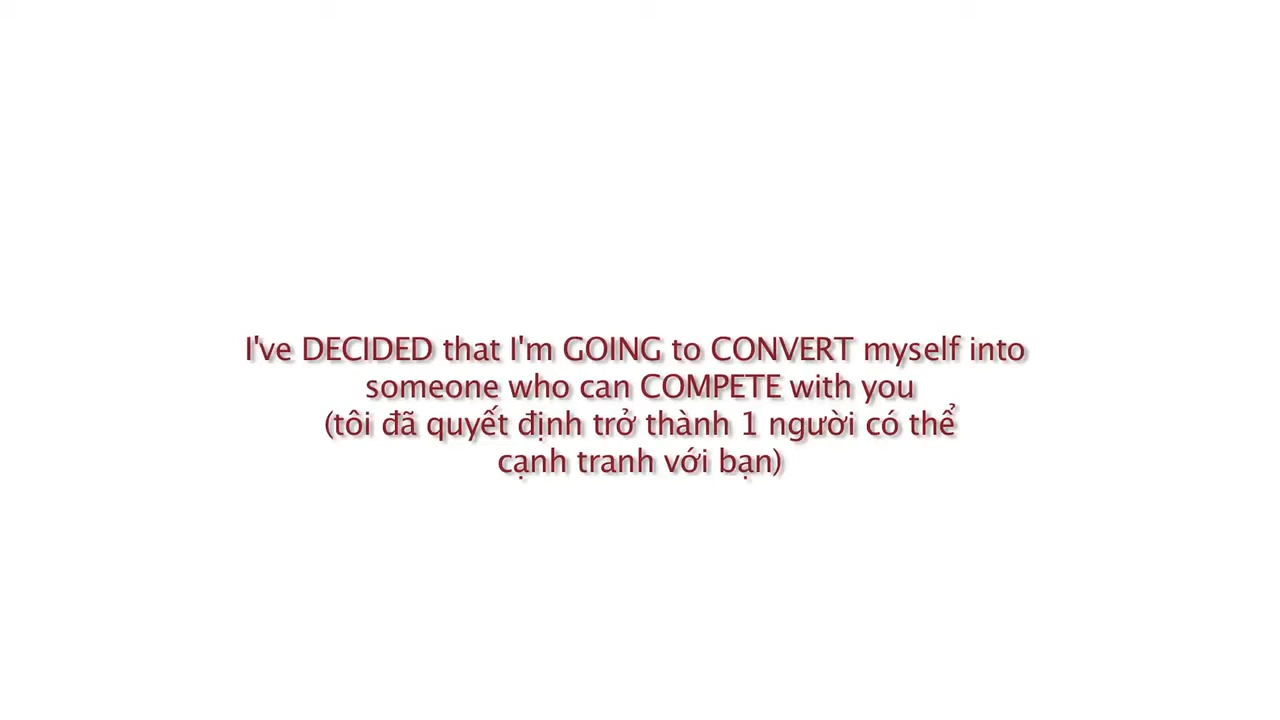 I've DECIDED that I'm GOING to CONVERT myself into
someone who can COMPETE with you
(tôi đã quyết định trở thành 1 người có thể
cạnh tranh với bạn)